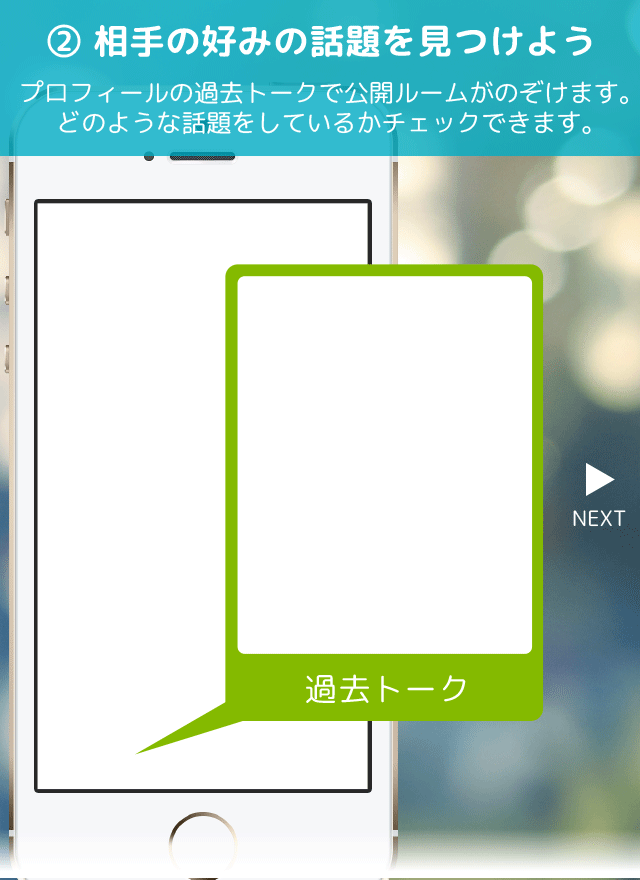 ② 相手の好みの話題を見つけよう
プロフィールの過去トークで公開ルームがのぞけます。
どのような話題をしているかチェックできます。
NEXT
過去トーク